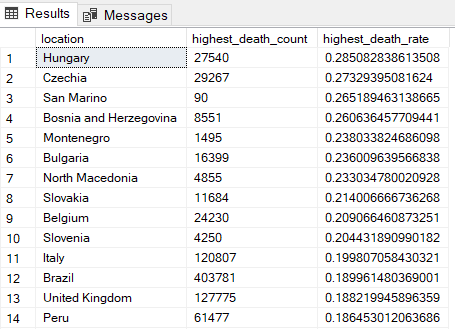 Results Messages
location highest_death_count highest_death_rate
1 Hungary 27540 0.285082838613508
2 Czechia 29267 0.27329395081624
3 San Marino 90 0.265189463138665
4 Bosnia and Herzegovina 8551 0.260636457709441
5 Montenegro 1495 0.238033824686098
6 Bulgaria 16399 0.236009639566838
7 North Macedonia 4855 0.233034780020928
8 Slovakia 11684 0.214006666736268
9 Belgium 24230 0.209066460873251
10 Slovenia 4250 0.204431890990182
11 Italy 120807 0.199807058430321
12 Brazil 403781 0.189961480369001
13 United Kingdom 127775 0.188219945896359
14 Peru 61477 0.186453012063686